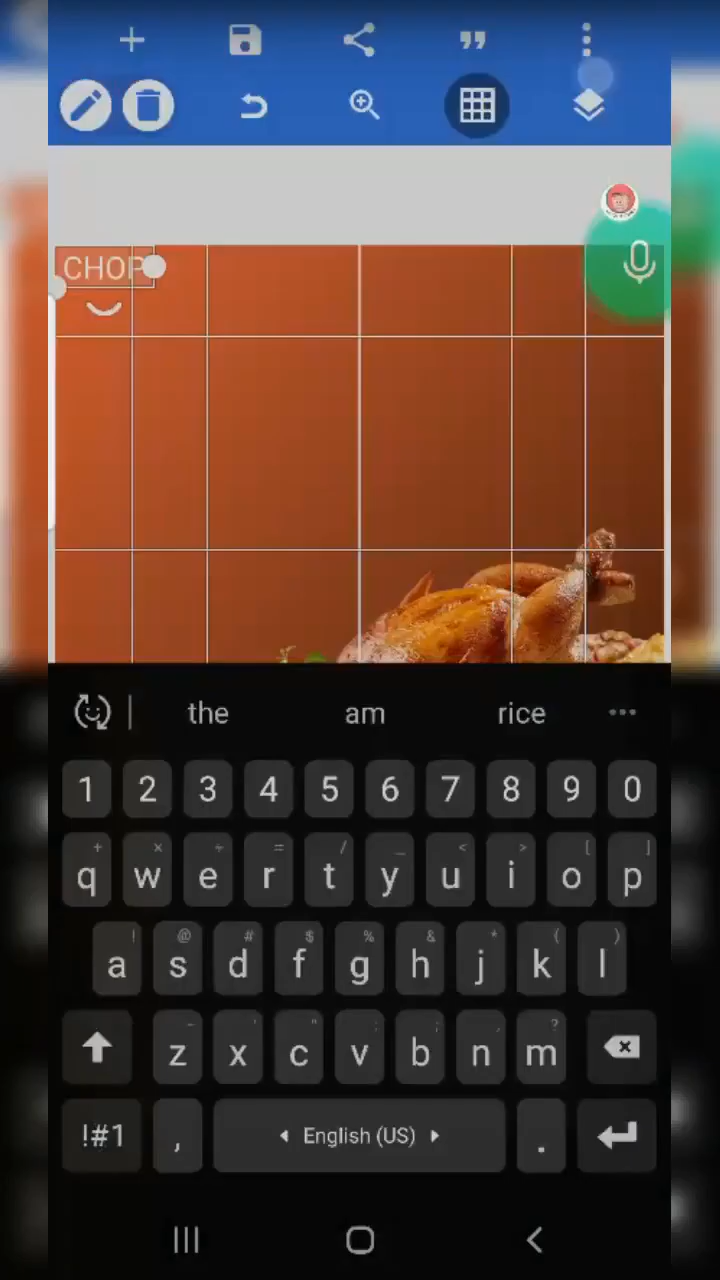 CHOP
the am rice
1 2 3 4 5 6 7 8 9 0
q w e r t y u i o p
a s d f g h j k l
z x c v b n m
!#1 , English (US) .